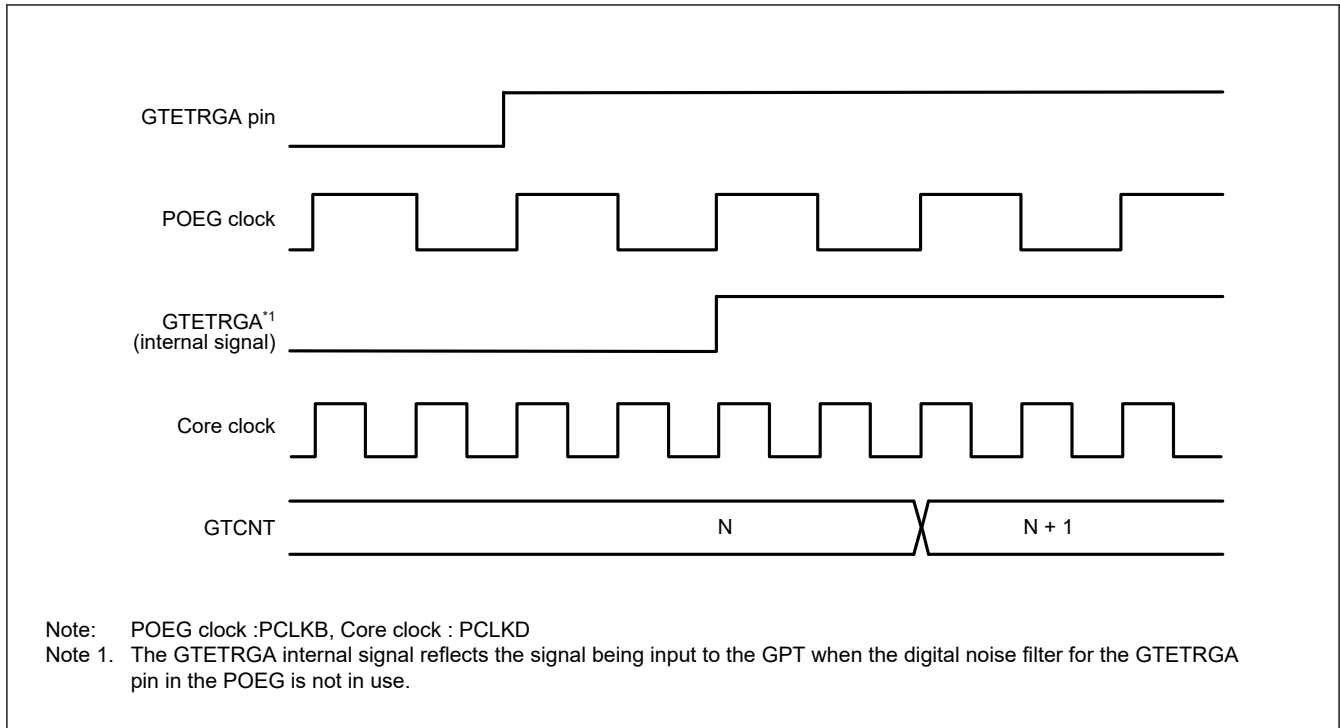 GTETRGA pin
POEG clock
GTETRGA*1
(internal signal)
Core clock
GTCNT
N
N + 1
Note: POEG clock :PCLKB, Core clock : PCLKD
Note 1. The GTETRGA internal signal reflects the signal being input to the GPT when the digital noise filter for the GTETRGA
pin in the POEG is not in use.